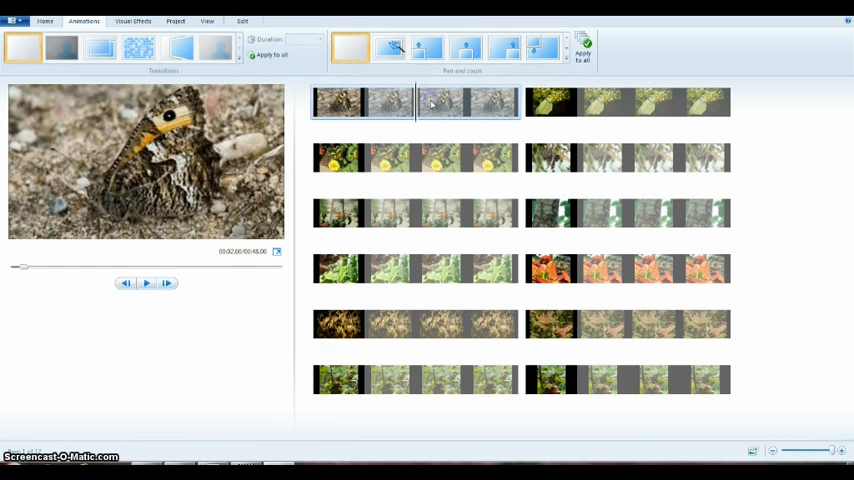 Home Animations Visual Effects Project View Edit
Duration:
Apply to all
Apply
to all
Transitions
Pan and zoom
00:02.00/00:48.00
Screencast-O-Matic.com